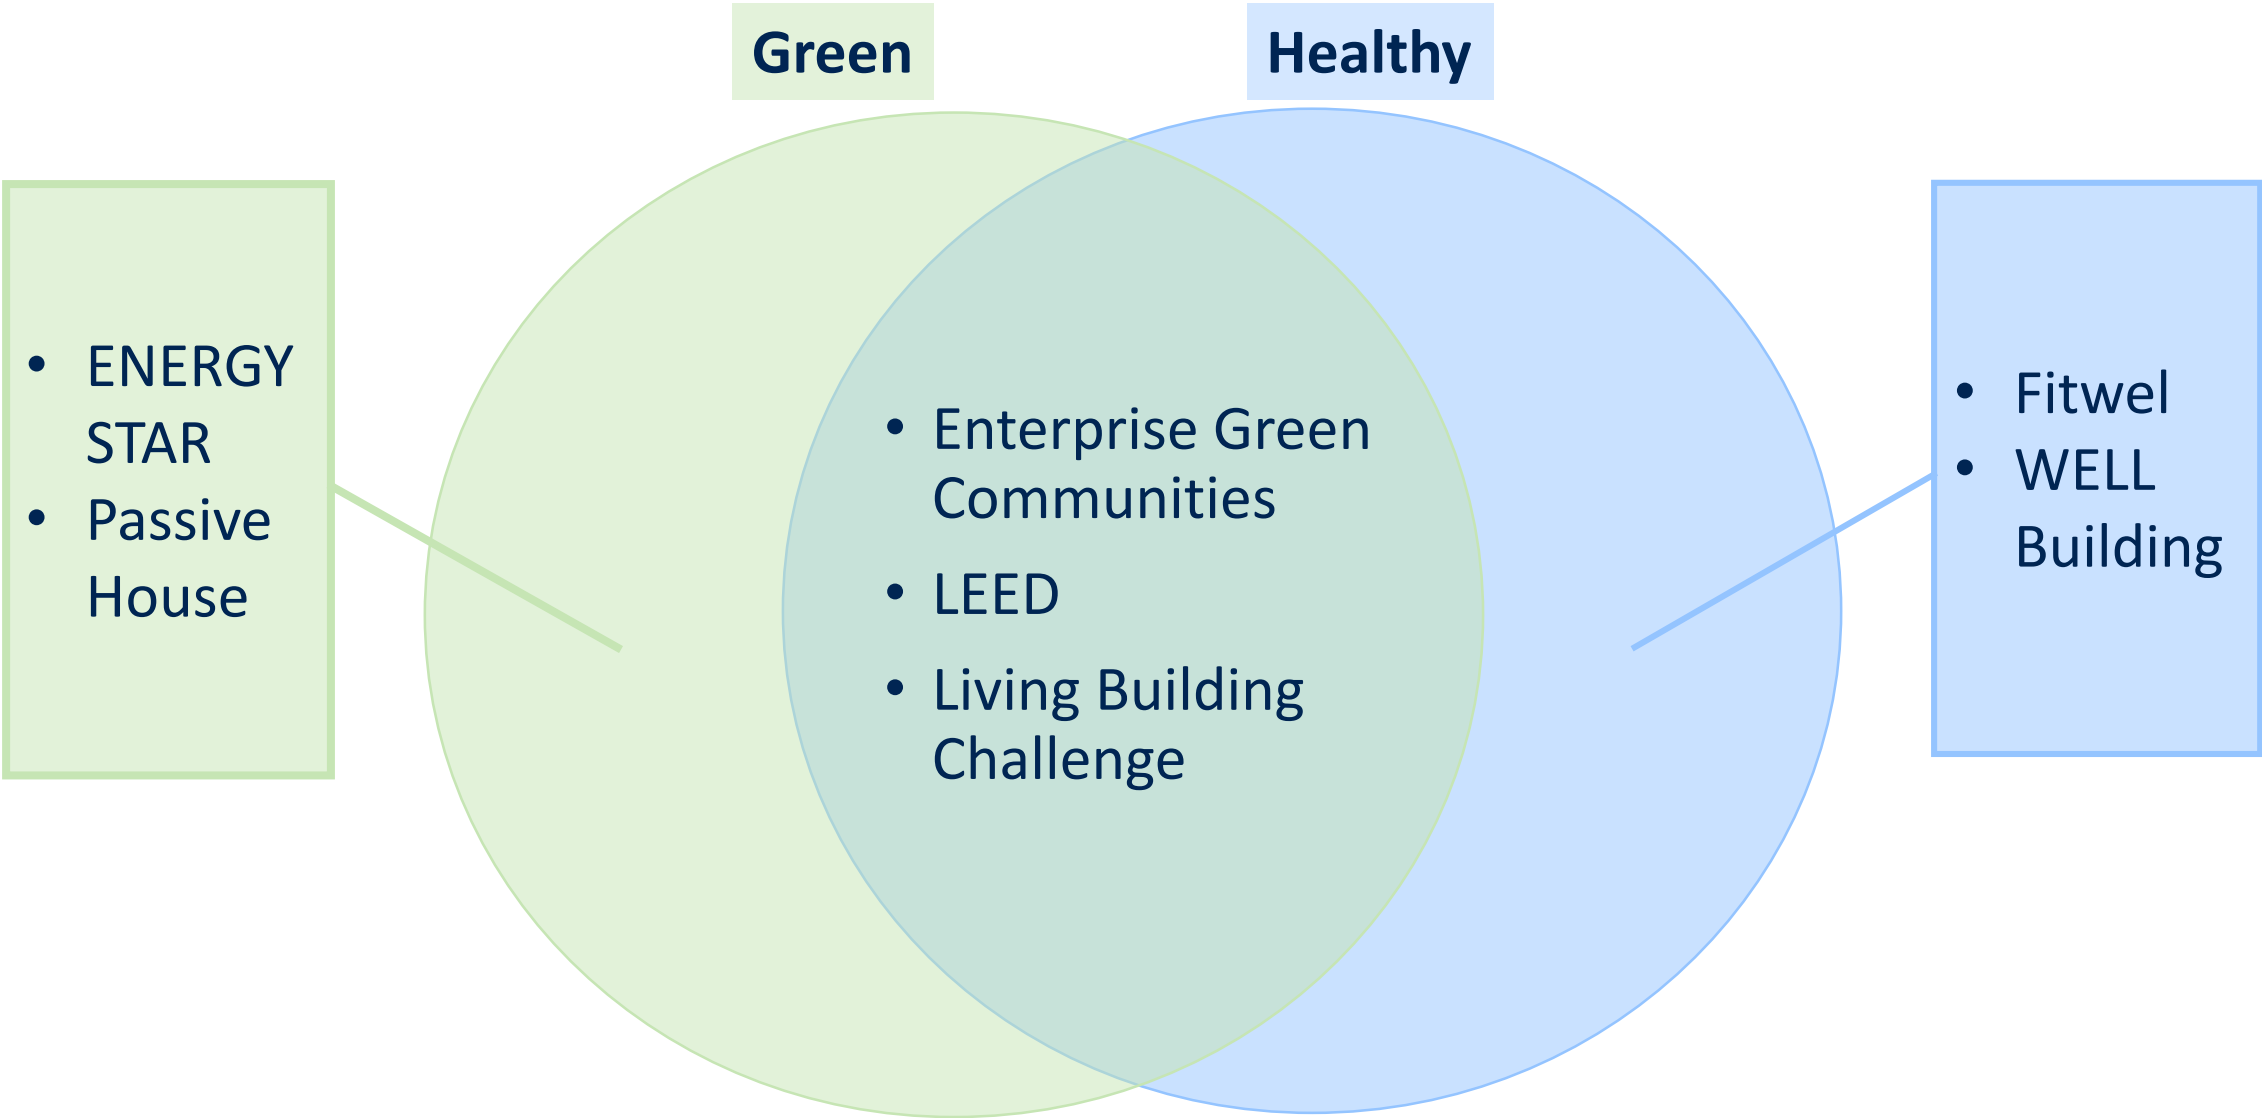 Green
Healthy
• ENERGY
STAR
• Passive
House
• Enterprise Green
Communities
• LEED
• Living Building
Challenge
• Fitwel
• WELL
Building